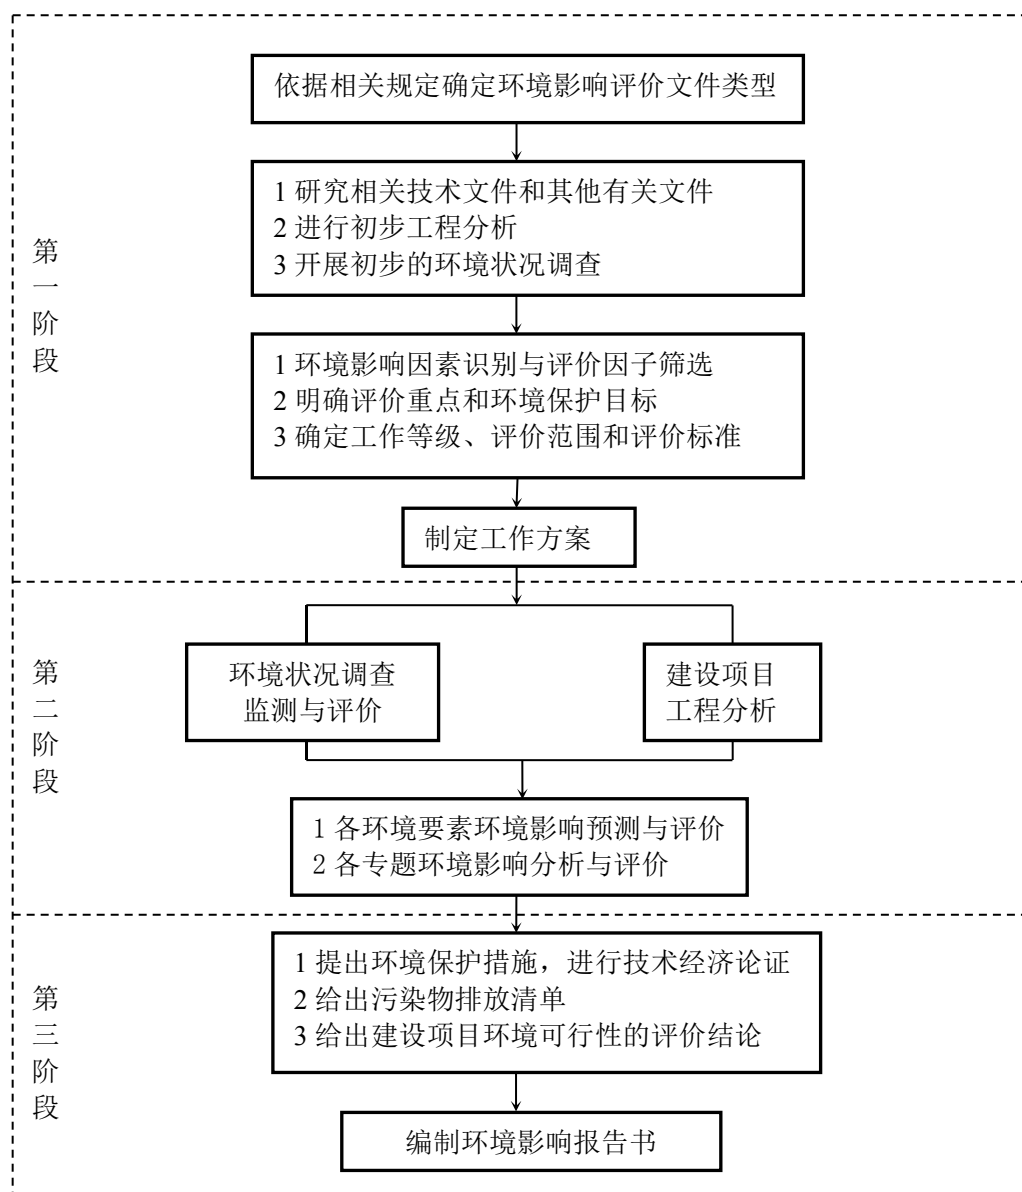 依据相关规定确定环境影响评价文件类型
1 研究相关技术文件和其他有关文件
2 进行初步工程分析
3 开展初步的环境状况调查
第一阶段
1 环境影响因素识别与评价因子筛选
2 明确评价重点和环境保护目标
3 确定工作等级、评价范围和评价标准
制定工作方案
第二阶段
环境状况调查
监测与评价
建设项目
工程分析
1 各环境要素环境影响预测与评价
2 各专题环境影响分析与评价
第三阶段
1 提出环境保护措施，进行技术经济论证
2 给出污染物排放清单
3 给出建设项目环境可行性的评价结论
编制环境影响报告书